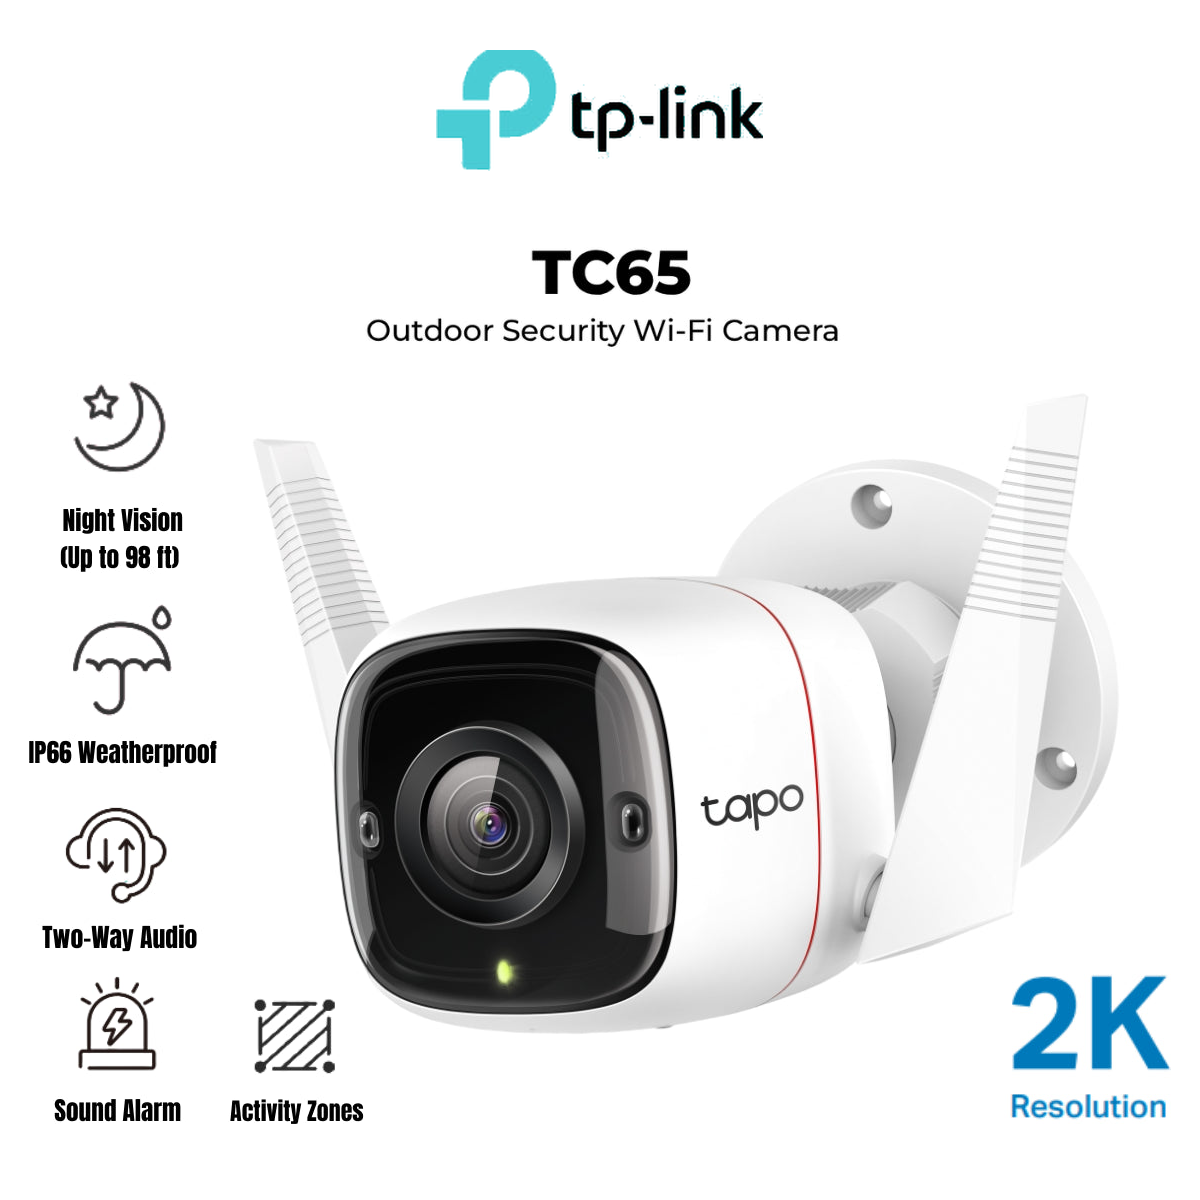 tp-link
TC65
Outdoor Security Wi-Fi Camera
Night Vision
(Up to 98 ft)
IP66 Weatherproof
Two-Way Audio
Sound Alarm
Activity Zones
tapo
2K
Resolution